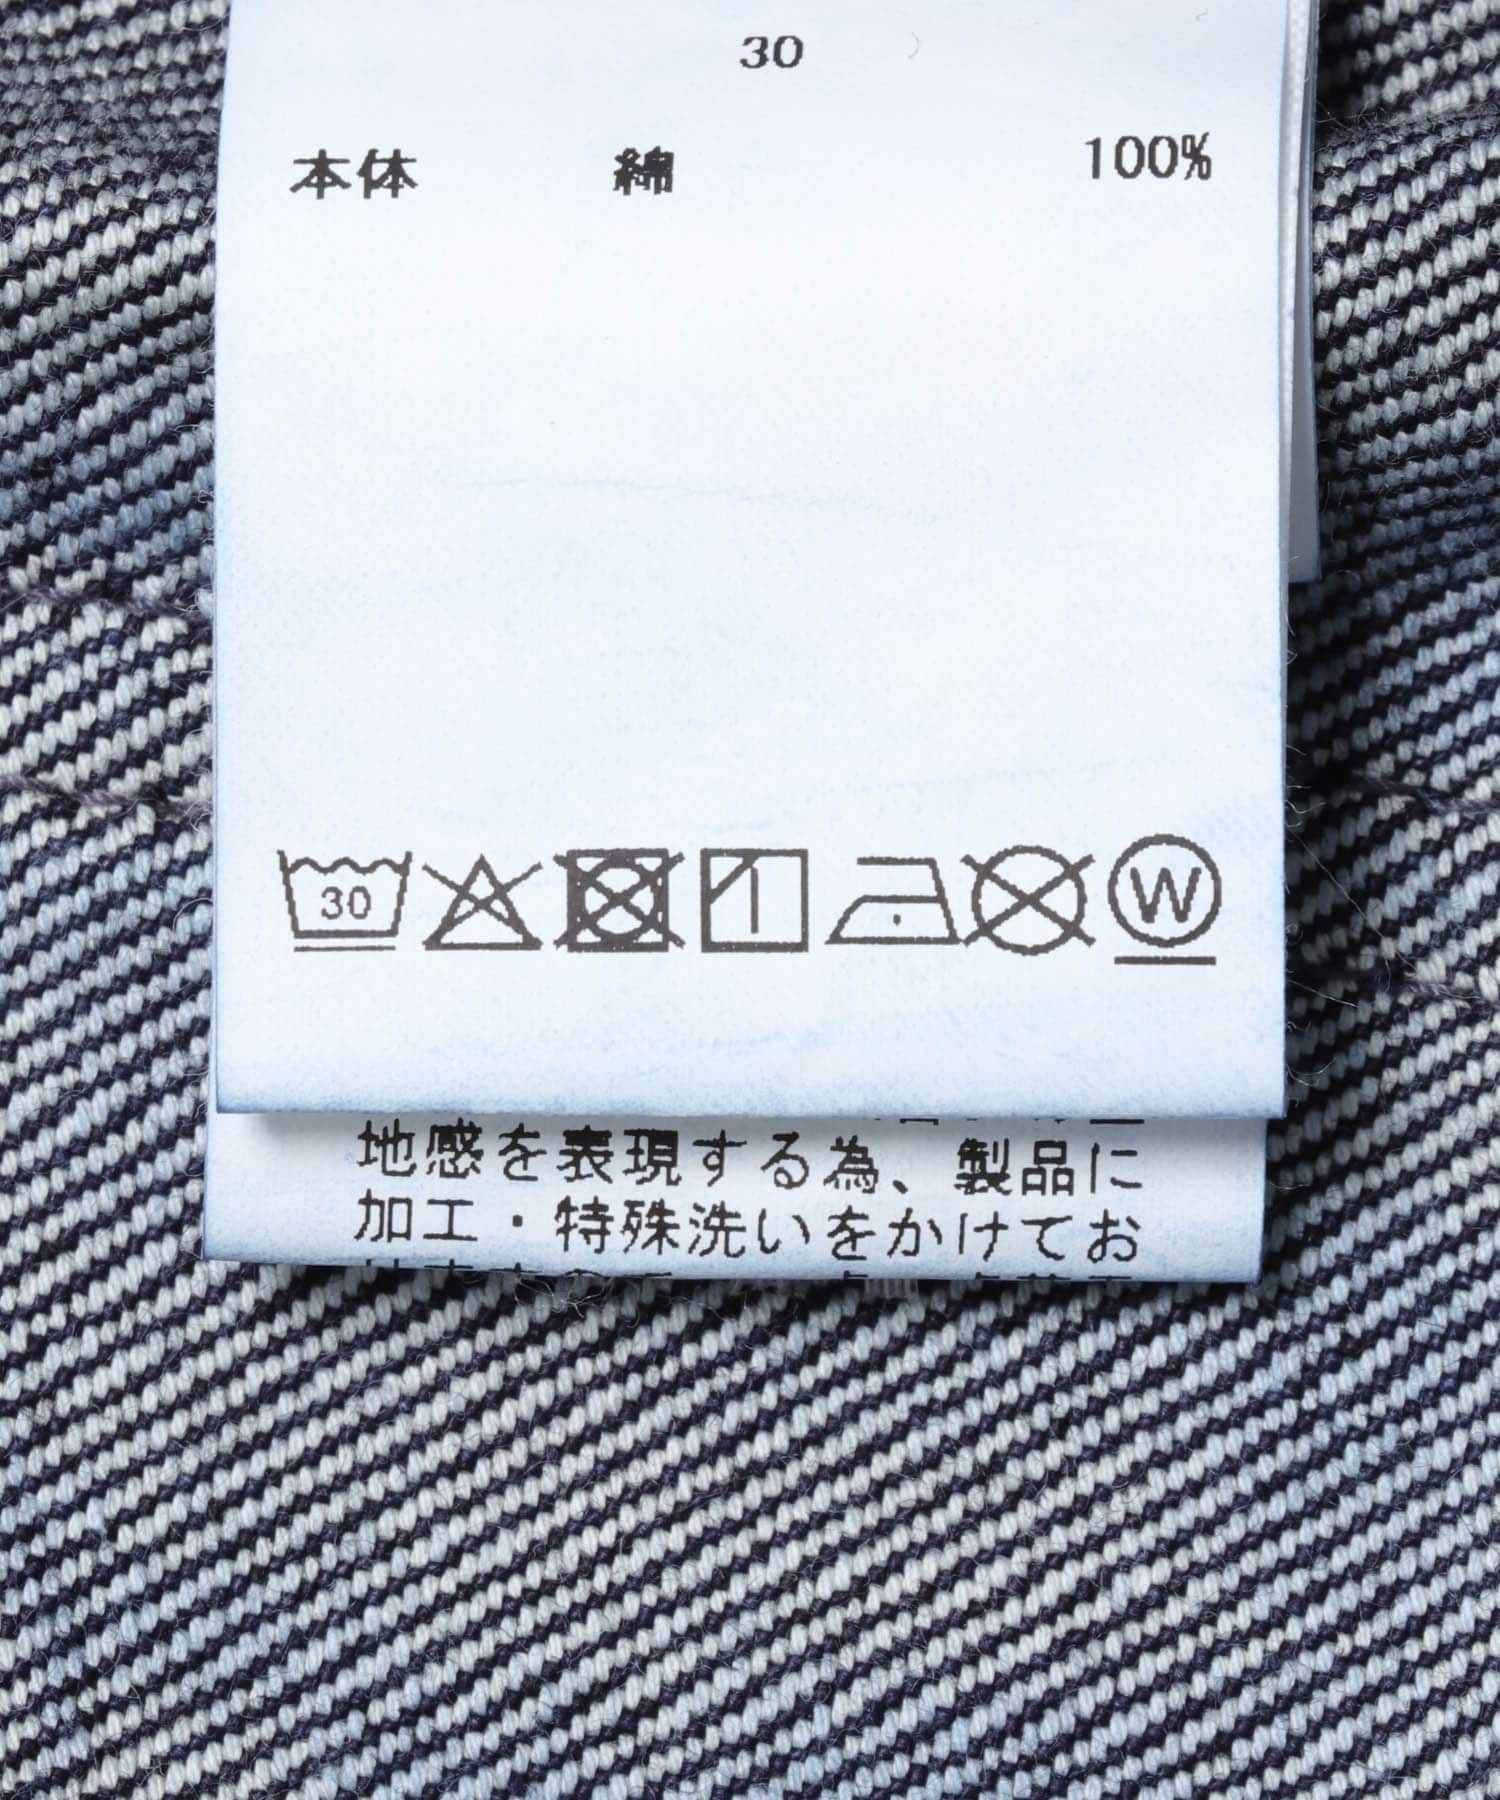 30
本体 綿 100%
30 W
地感を表現する為、製品に
加工・特殊洗いをかけてお